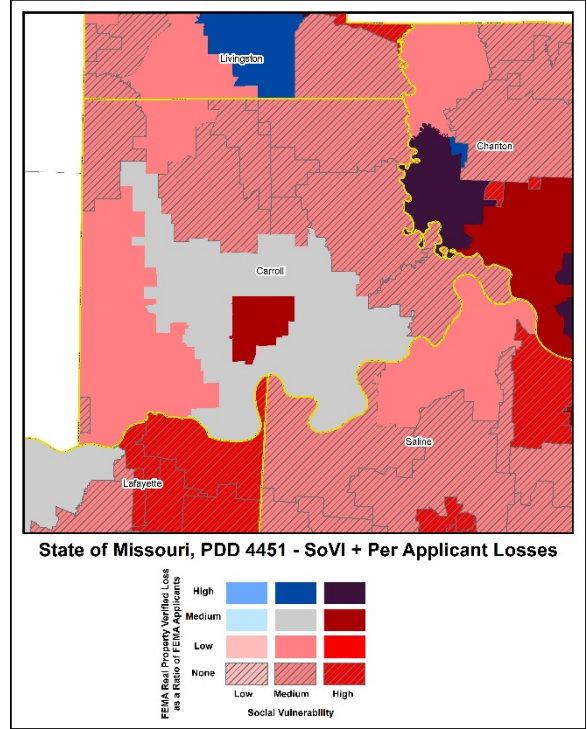 Livingston
Chariton
Carroll
Saline
Lafayette
State of Missouri, PDD 4451 - SoVI + Per Applicant Losses
FEMA Real Property Verified Loss
as a Ratio of FEMA Applicants
High
Medium
Low
None
Low Medium High
Social Vulnerability